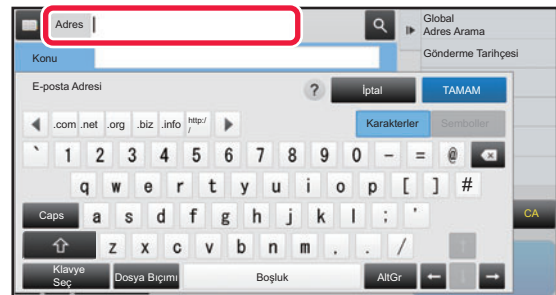 Adres
Global
Adres Arama
Konu
Gönderme Tarihçesi
E-posta Adresi
?
İptal
TAMAM
.com .net .org .biz .info http:/
/
Karakterler
Semboller
` 1 2 3 4 5 6 7 8 9 0 - = @
q w e r t y u i o p [ ] #
Caps a s d f g h j k l ; '
CA
z x c v b n m . . /
Klavye
Seç
Dosya Bıçımı
Boşluk
AltGr